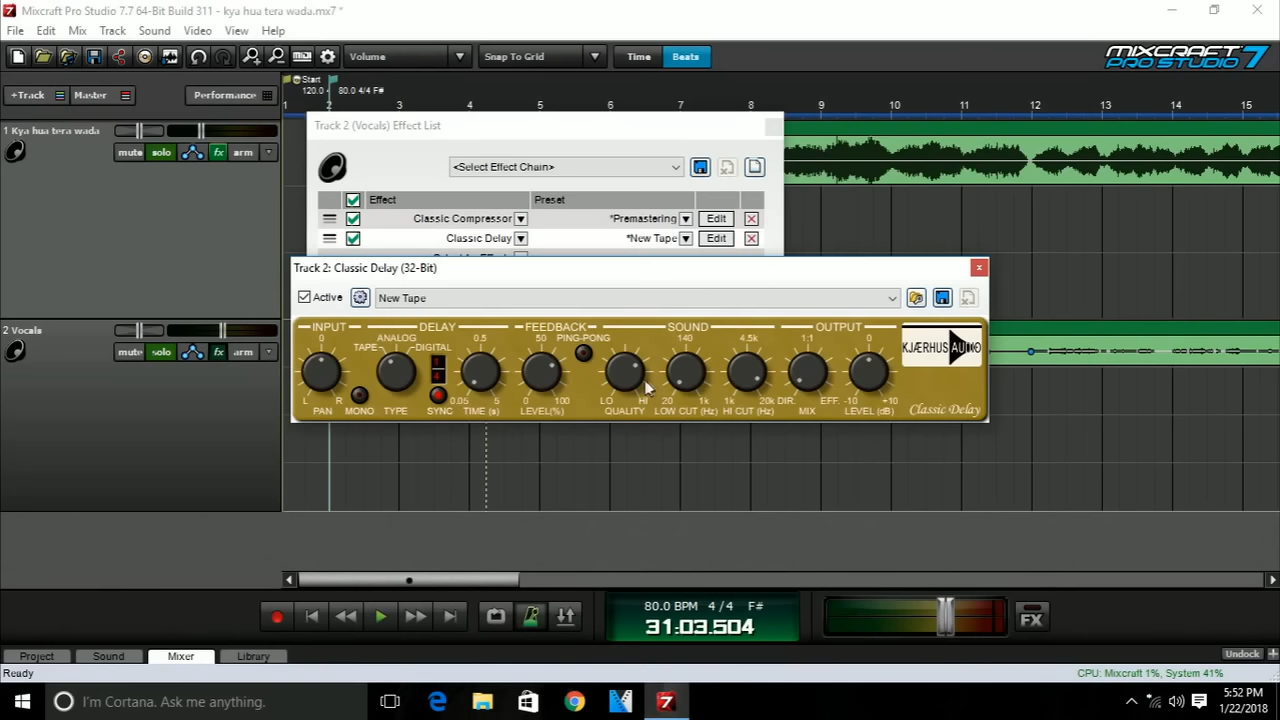 Mixcraft Pro Studio 7.7 64-Bit Build 311 - kya hua tera wada.mx7 *
File Edit Mix Track Sound Video View Help
Volume Snap To Grid Time Beats MIXCRAFT PRO STUDIO 7
+Track Master Performance
Start
120.0 80.0 4/4 F#
1 2 3 4 5 6 7 8 9 10 11 12 13 14 15
1 Kya hua tera wada
mute solo fx arm
Track 2 (Vocals) Effect List
<Select Effect Chain>
Effect Preset
Classic Compressor *Premastering Edit
Classic Delay *New Tape Edit
Track 2: Classic Delay (32-Bit)
Active New Tape
2 Vocals
mute solo fx arm
INPUT DELAY FEEDBACK SOUND OUTPUT
0 ANALOG 0.5 50 PING-PONG 140 4.5k 1:1 0
TAPE DIGITAL
KJÆRHUS AUDIO
L R 0.05 5 0 100 LO HI 20 1k 1k 20k DIR. EFF. -10 +10
PAN MONO TYPE SYNC TIME (s) LEVEL(%) QUALITY LOW CUT (Hz) HI CUT (Hz) MIX LEVEL (dB) Classic Delay
80.0 BPM 4/4 F#
31:03.504
FX
Project Sound Mixer Library Undock
Ready CPU: Mixcraft 1%, System 41%
I'm Cortana. Ask me anything.
5:52 PM
1/22/2018